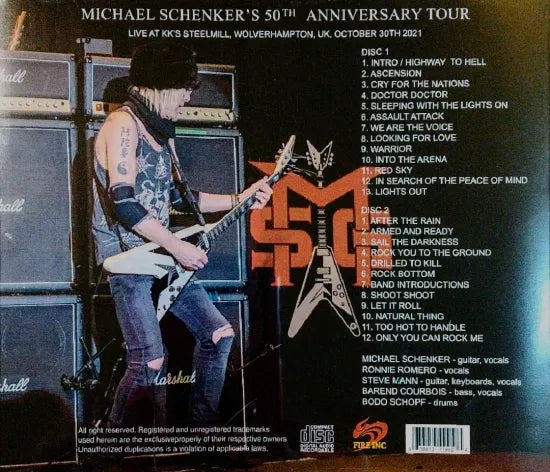 MICHAEL SCHENKER'S 50TH ANNIVERSARY TOUR
LIVE AT KK'S STEELMILL, WOLVERHAMPTON, UK, OCTOBER 30TH 2021
DISC 1
1. INTRO / HIGHWAY TO HELL
2. ASCENSION
3. CRY FOR THE NATIONS
4. DOCTOR DOCTOR
5. SLEEPING WITH THE LIGHTS ON
6. ASSAULT ATTACK
7. WE ARE THE VOICE
8. LOOKING FOR LOVE
9. WARRIOR
10. INTO THE ARENA
11. RED SKY
12. IN SEARCH OF THE PEACE OF MIND
13. LIGHTS OUT
DISC 2
1. AFTER THE RAIN
2. ARMED AND READY
3. SAIL THE DARKNESS
4. ROCK YOU TO THE GROUND
5. DRILLED TO KILL
6. ROCK BOTTOM
7. BAND INTRODUCTIONS
8. SHOOT SHOOT
9. LET IT ROLL
10. NATURAL THING
11. TOO HOT TO HANDLE
12. ONLY YOU CAN ROCK ME
MICHAEL SCHENKER - guitar, vocals
RONNIE ROMERO - vocals
STEVE MANN - guitar, keyboards, vocals
BAREND COURBOIS - bass, vocals
BODO SCHOPF - drums
MSG
Marshall
All right reserved. Registered and unregistered trademarks
used herein are the exclusiveproperty of their respective owners
Unauthorized duplications is a violation of applicable laws.
COMPACT
disc
DIGITAL AUDIO
FIRE INC